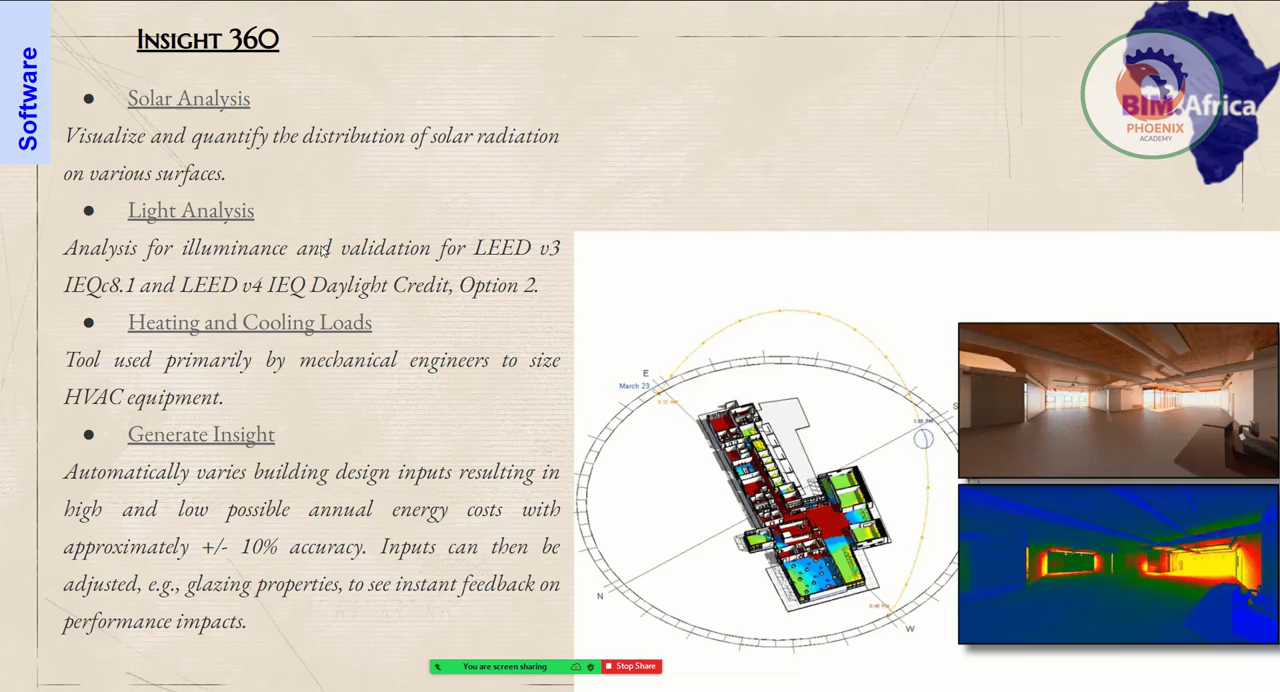 Software
Insight 360
BIM Africa
PHOENIX
ACADEMY
● Solar Analysis
Visualize and quantify the distribution of solar radiation
on various surfaces.
● Light Analysis
Analysis for illuminance and validation for LEED v3
IEQc8.1 and LEED v4 IEQ Daylight Credit, Option 2.
● Heating and Cooling Loads
Tool used primarily by mechanical engineers to size
HVAC equipment.
● Generate Insight
Automatically varies building design inputs resulting in
high and low possible annual energy costs with
approximately +/- 10% accuracy. Inputs can then be
adjusted, e.g., glazing properties, to see instant feedback on
performance impacts.
E
March 23
S
N
W
You are screen sharing
Stop Share